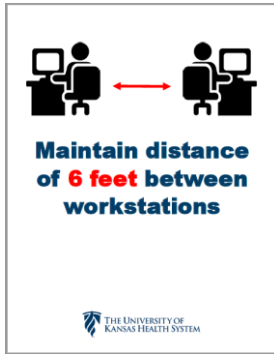 Maintain distance
of 6 feet between
workstations
THE UNIVERSITY OF
KANSAS HEALTH SYSTEM